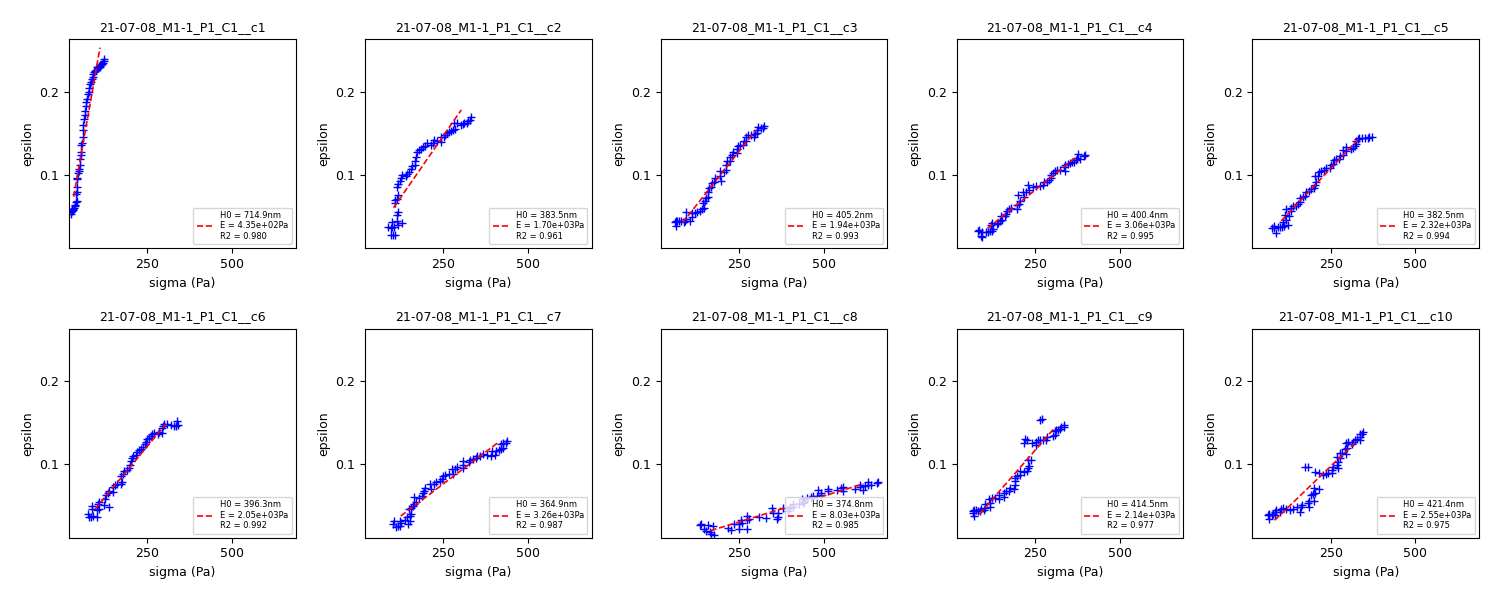 21-07-08_M1-1_P1_C1__c1
epsilon
0.2
0.1
H0 = 714.9nm
E = 4.35e+02Pa
R2 = 0.980
250
500
sigma (Pa)
21-07-08_M1-1_P1_C1__c2
epsilon
0.2
0.1
H0 = 383.5nm
E = 1.70e+03Pa
R2 = 0.961
250
500
sigma (Pa)
21-07-08_M1-1_P1_C1__c3
epsilon
0.2
0.1
H0 = 405.2nm
E = 1.94e+03Pa
R2 = 0.993
250
500
sigma (Pa)
21-07-08_M1-1_P1_C1__c4
epsilon
0.2
0.1
H0 = 400.4nm
E = 3.06e+03Pa
R2 = 0.995
250
500
sigma (Pa)
21-07-08_M1-1_P1_C1__c5
epsilon
0.2
0.1
H0 = 382.5nm
E = 2.32e+03Pa
R2 = 0.994
250
500
sigma (Pa)
21-07-08_M1-1_P1_C1__c6
epsilon
0.2
0.1
H0 = 396.3nm
E = 2.05e+03Pa
R2 = 0.992
250
500
sigma (Pa)
21-07-08_M1-1_P1_C1__c7
epsilon
0.2
0.1
H0 = 364.9nm
E = 3.26e+03Pa
R2 = 0.987
250
500
sigma (Pa)
21-07-08_M1-1_P1_C1__c8
epsilon
0.2
0.1
H0 = 374.8nm
E = 8.03e+03Pa
R2 = 0.985
250
500
sigma (Pa)
21-07-08_M1-1_P1_C1__c9
epsilon
0.2
0.1
H0 = 414.5nm
E = 2.14e+03Pa
R2 = 0.977
250
500
sigma (Pa)
21-07-08_M1-1_P1_C1__c10
epsilon
0.2
0.1
H0 = 421.4nm
E = 2.55e+03Pa
R2 = 0.975
250
500
sigma (Pa)